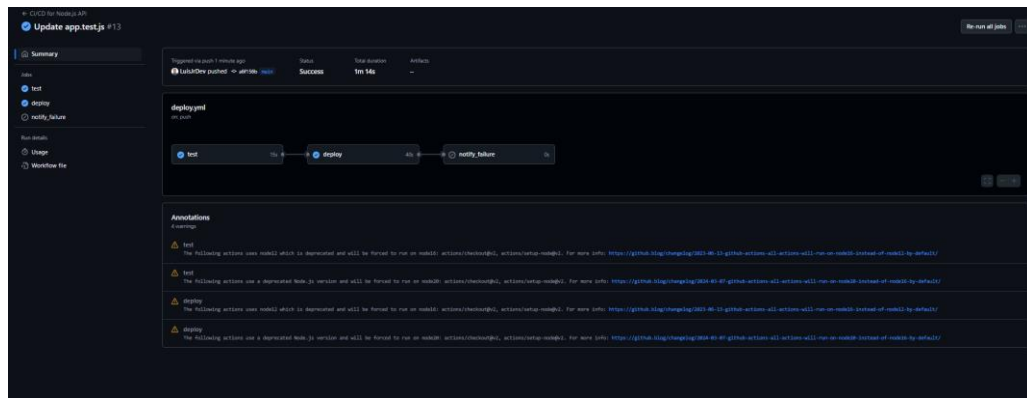 ← CI/CD for Node.js API
Update app.test.js #13
Re-run all jobs
Summary
Jobs
test
deploy
notify_failure
Run details
Usage
Workflow file
Triggered via push 1 minute ago
Status
Total duration
Artifacts
pushed
Success
1m 14s
–
deploy.yml
on: push
test
15s
deploy
notify_failure
0s
Annotations
4 warnings
test
The following actions uses node12 which is deprecated and will be forced to run on node16: actions/checkout@v2, actions/setup-node@v2. For more info: https://github.blog/changelog/2023-06-13-github-actions-all-actions-will-run-on-node16-instead-of-node12-by-default/
test
The following actions use a deprecated Node.js version and will be forced to run on node20: actions/checkout@v2, actions/setup-node@v2. For more info: https://github.blog/changelog/2024-03-07-github-actions-all-actions-will-run-on-node20-instead-of-node16-by-default/
deploy
The following actions uses node12 which is deprecated and will be forced to run on node16: actions/checkout@v2, actions/setup-node@v2. For more info: https://github.blog/changelog/2023-06-13-github-actions-all-actions-will-run-on-node16-instead-of-node12-by-default/
deploy
The following actions use a deprecated Node.js version and will be forced to run on node20: actions/checkout@v2, actions/setup-node@v2. For more info: https://github.blog/changelog/2024-03-07-github-actions-all-actions-will-run-on-node20-instead-of-node16-by-default/